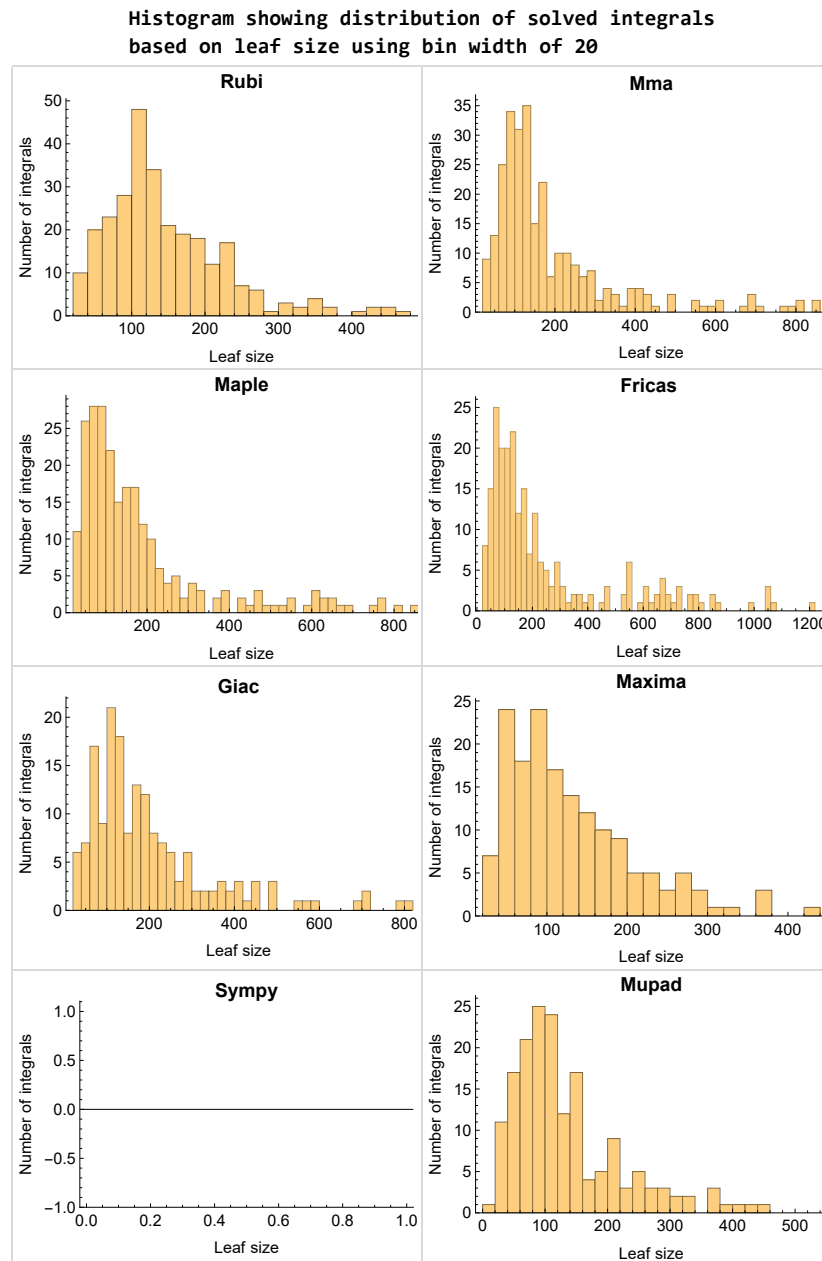 Histogram showing distribution of solved integrals
based on leaf size using bin width of 20
Rubi
Number of integrals
50
40
30
20
10
0
100 200 300 400
Leaf size
Mma
Number of integrals
35
30
25
20
15
10
5
0
200 400 600 800
Leaf size
Maple
Number of integrals
25
20
15
10
5
0
200 400 600 800
Leaf size
Fricas
Number of integrals
25
20
15
10
5
0
0 200 400 600 800 1000
Leaf size
Giac
Number of integrals
20
15
10
5
0
200 400 600 800
Leaf size
Maxima
Number of integrals
25
20
15
10
5
0
100 200 300 400
Leaf size
Sympy
Number of integrals
1.0
0.5
0.0
−0.5
−1.0
0.0 0.2 0.4 0.6 0.8 1.0
Leaf size
Mupad
Number of integrals
25
20
15
10
5
0
0 100 200 300 400 500
Leaf size